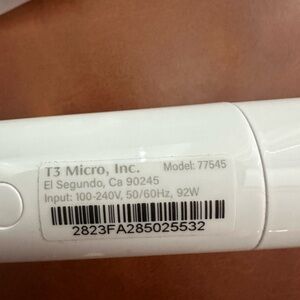 T3 Micro, Inc. Model: 77545
El Segundo, Ca 90245
Input: 100-240V, 50/60Hz, 92W
2823FA285025532